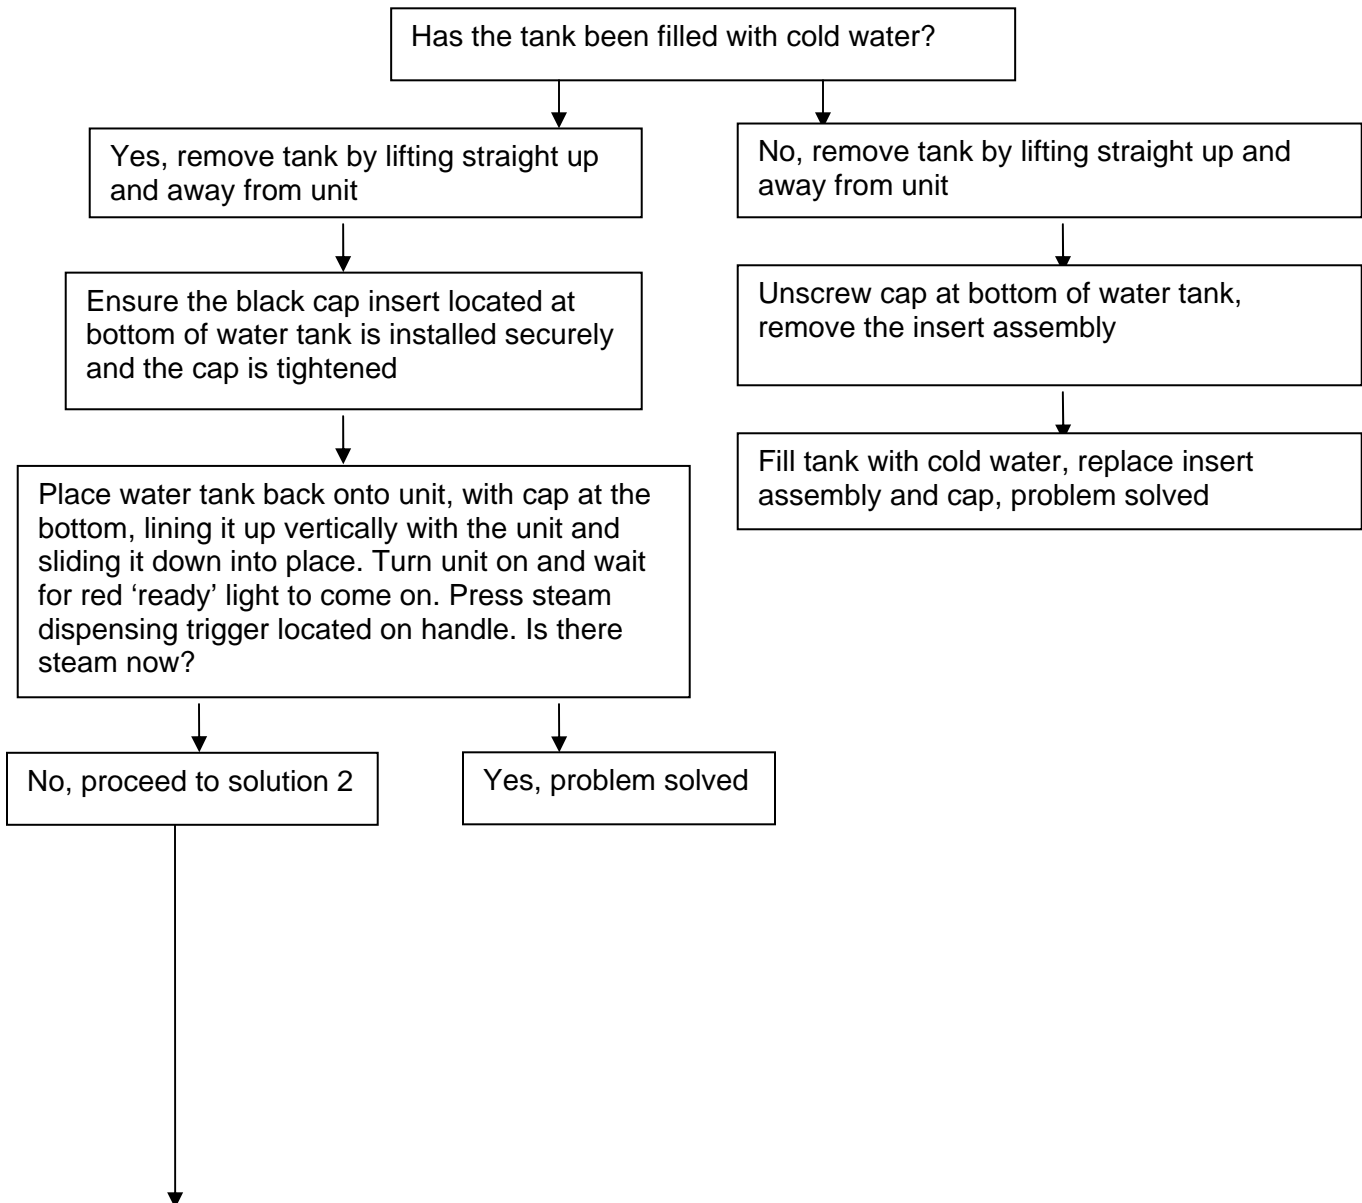 Has the tank been filled with cold water?
Yes, remove tank by lifting straight up
and away from unit
No, remove tank by lifting straight up and
away from unit
Ensure the black cap insert located at
bottom of water tank is installed securely
and the cap is tightened
Unscrew cap at bottom of water tank,
remove the insert assembly
Fill tank with cold water, replace insert
assembly and cap, problem solved
Place water tank back onto unit, with cap at the
bottom, lining it up vertically with the unit and
sliding it down into place. Turn unit on and wait
for red ‘ready’ light to come on. Press steam
dispensing trigger located on handle. Is there
steam now?
No, proceed to solution 2
Yes, problem solved